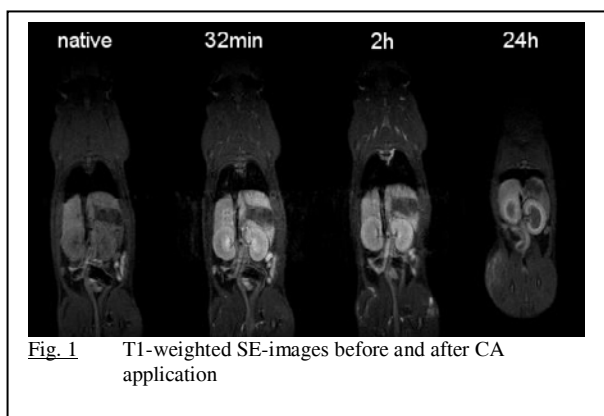 native 32min 2h 24h
Fig. 1 T1-weighted SE-images before and after CA
application